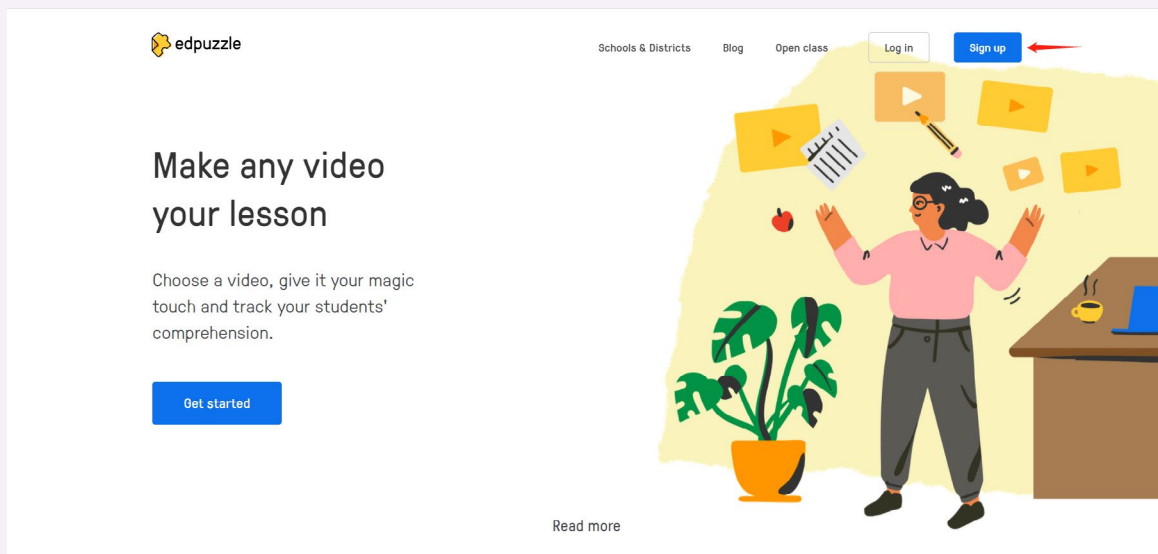 edpuzzle
Schools & Districts Blog Open class Log in Sign up
Make any video
your lesson
Choose a video, give it your magic
touch and track your students'
comprehension.
Get started
Read more